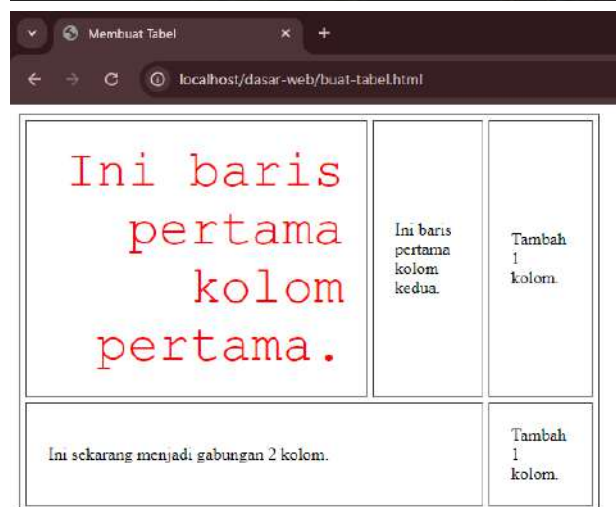 Membuat Tabel
localhost/dasar-web/buat-tabel.html
Ini baris
pertama
kolom
pertama.
Ini baris
pertama
kolom
kedua.
Tambah
1
kolom.
Ini sekarang menjadi gabungan 2 kolom.
Tambah
1
kolom.